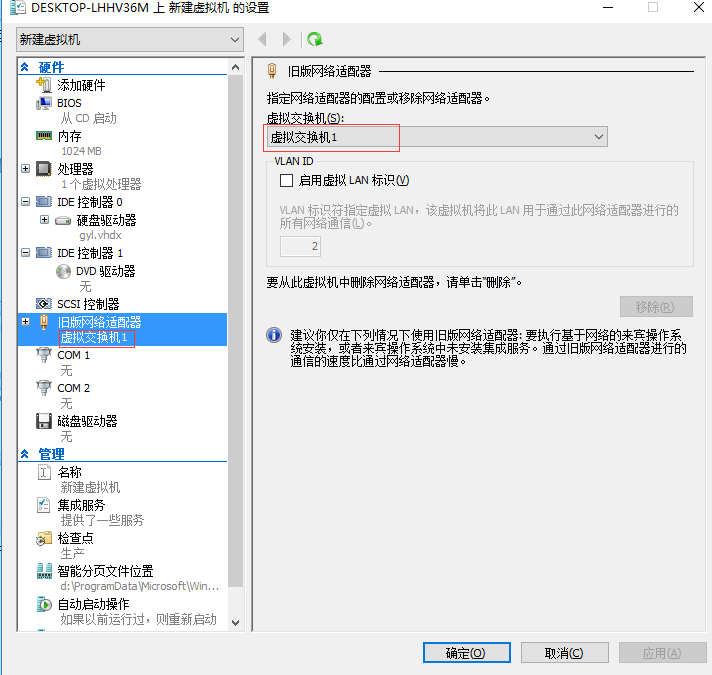 DESKTOP-LHHV36M 上 新建虚拟机 的设置
新建虚拟机
硬件
添加硬件
BIOS
从 CD 启动
内存
1024 MB
处理器
1 个虚拟处理器
IDE 控制器 0
硬盘驱动器
gyl.vhdx
IDE 控制器 1
DVD 驱动器
无
SCSI 控制器
旧版网络适配器
虚拟交换机1
COM 1
无
COM 2
无
磁盘驱动器
无
管理
名称
新建虚拟机
集成服务
提供了一些服务
检查点
生产
智能分页文件位置
d:\ProgramData\Microsoft\Win...
自动启动操作
如果以前运行过，则重新启动
旧版网络适配器
指定网络适配器的配置或移除网络适配器。
虚拟交换机(S):
虚拟交换机1
VLAN ID
启用虚拟 LAN 标识(V)
VLAN 标识符指定虚拟 LAN，该虚拟机将此 LAN 用于通过此网络适配器进行的
所有网络通信(L)。
2
要从此虚拟机中删除网络适配器，请单击"删除"。
移除(R)
建议你仅在下列情况下使用旧版网络适配器: 要执行基于网络的来宾操作系
统安装，或者来宾操作系统中未安装集成服务。通过旧版网络适配器进行的
通信的速度比通过网络适配器慢。
确定(O)
取消(C)
应用(A)